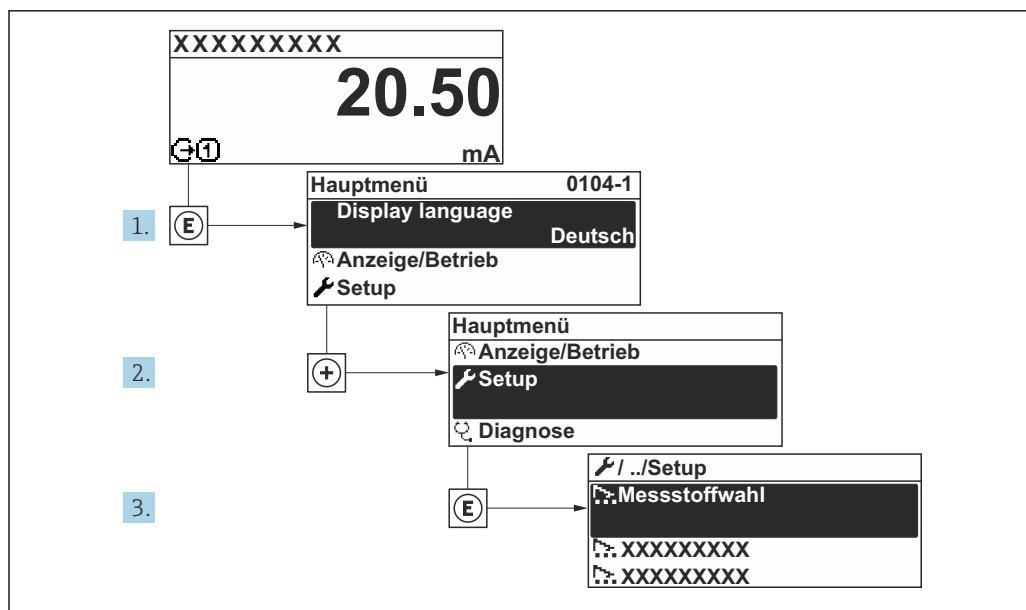 XXXXXXXXX
20.50
1 mA
Hauptmenü 0104-1
1. E Display language
Deutsch
Anzeige/Betrieb
Setup
Hauptmenü
2. + Anzeige/Betrieb
Setup
Diagnose
/ ../Setup
3. E Messstoffwahl
XXXXXXXXX
XXXXXXXXX